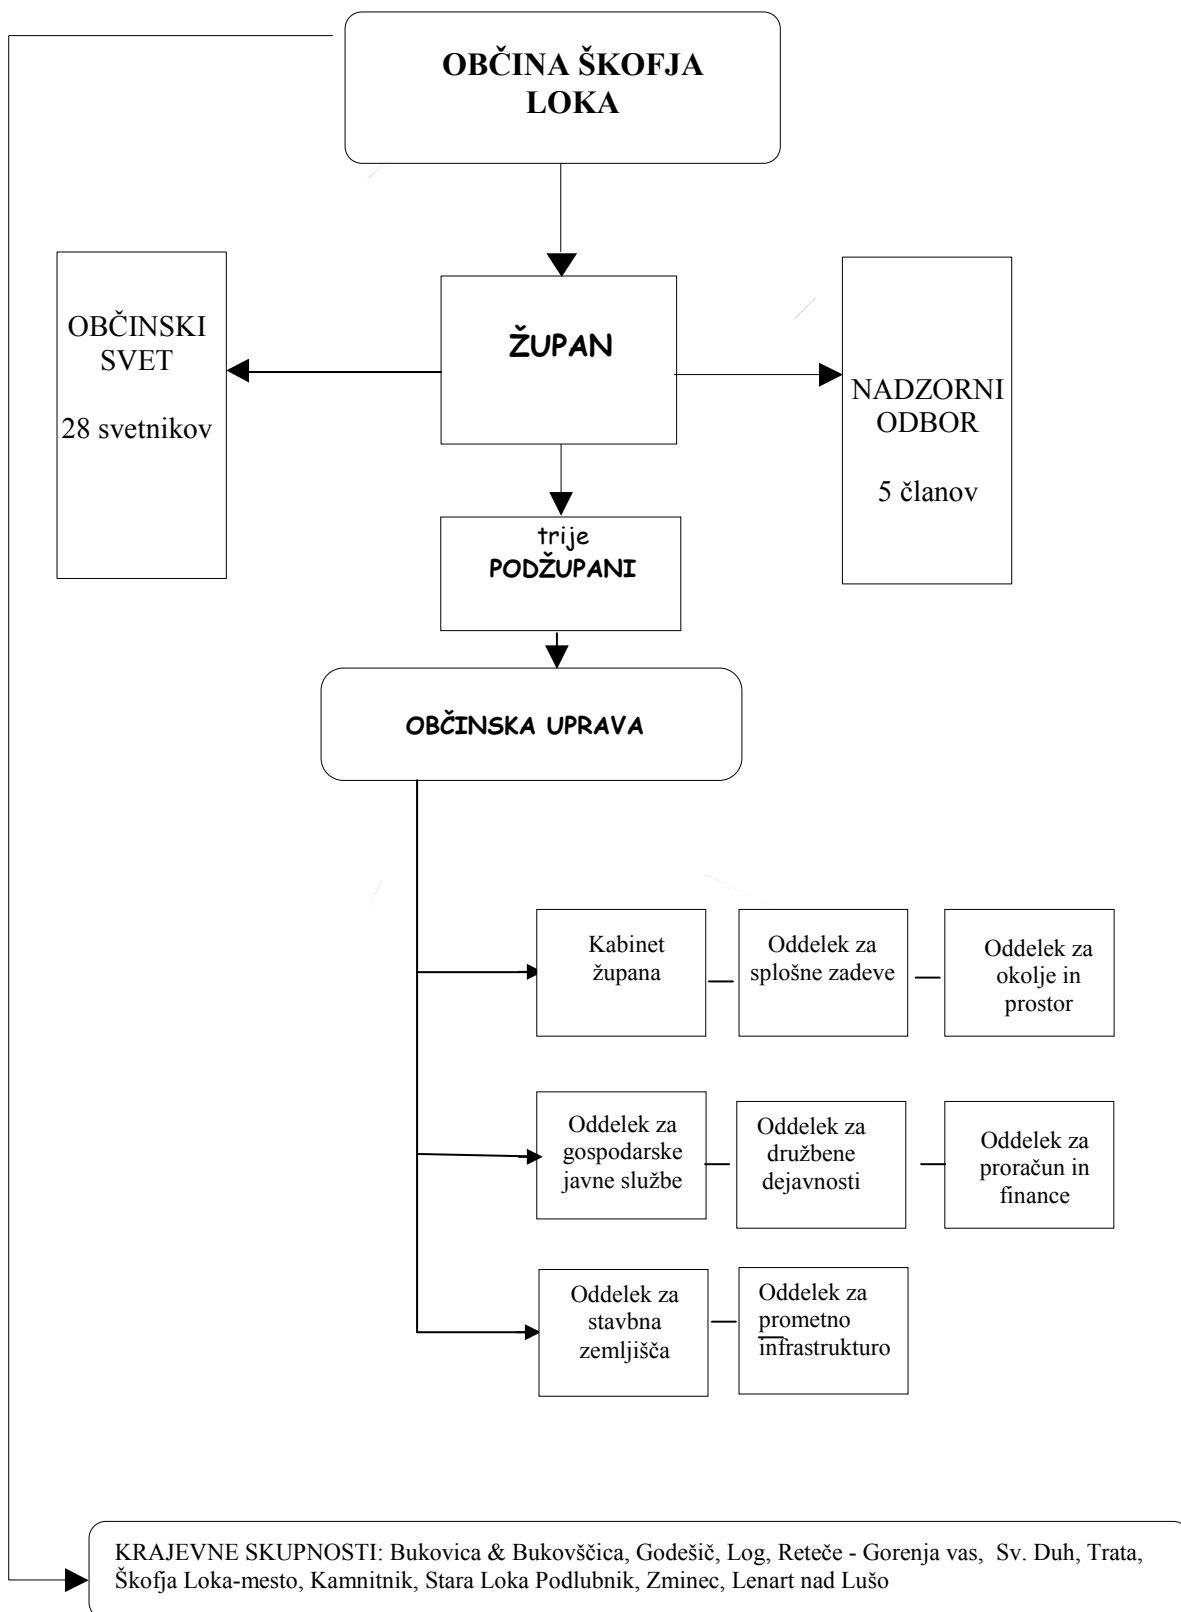 OBČINA ŠKOFJA
LOKA
OBČINSKI
SVET
28 svetnikov
ŽUPAN
NADZORNI
ODBOR
5 članov
trije
PODŽUPANI
OBČINSKA UPRAVA
Kabinet
župana
Oddelek za
splošne zadeve
Oddelek za
okolje in
prostor
Oddelek za
gospodarske
javne službe
Oddelek za
družbene
dejavnosti
Oddelek za
proračun in
finance
Oddelek za
stavbna
zemljišča
Oddelek za
prometno
infrastrukturo
KRAJEVNE SKUPNOSTI: Bukovica & Bukovščica, Godešič, Log, Reteče - Gorenja vas, Sv. Duh, Trata,
Škofja Loka-mesto, Kamnitnik, Stara Loka Podlubnik, Zminec, Lenart nad Lušo